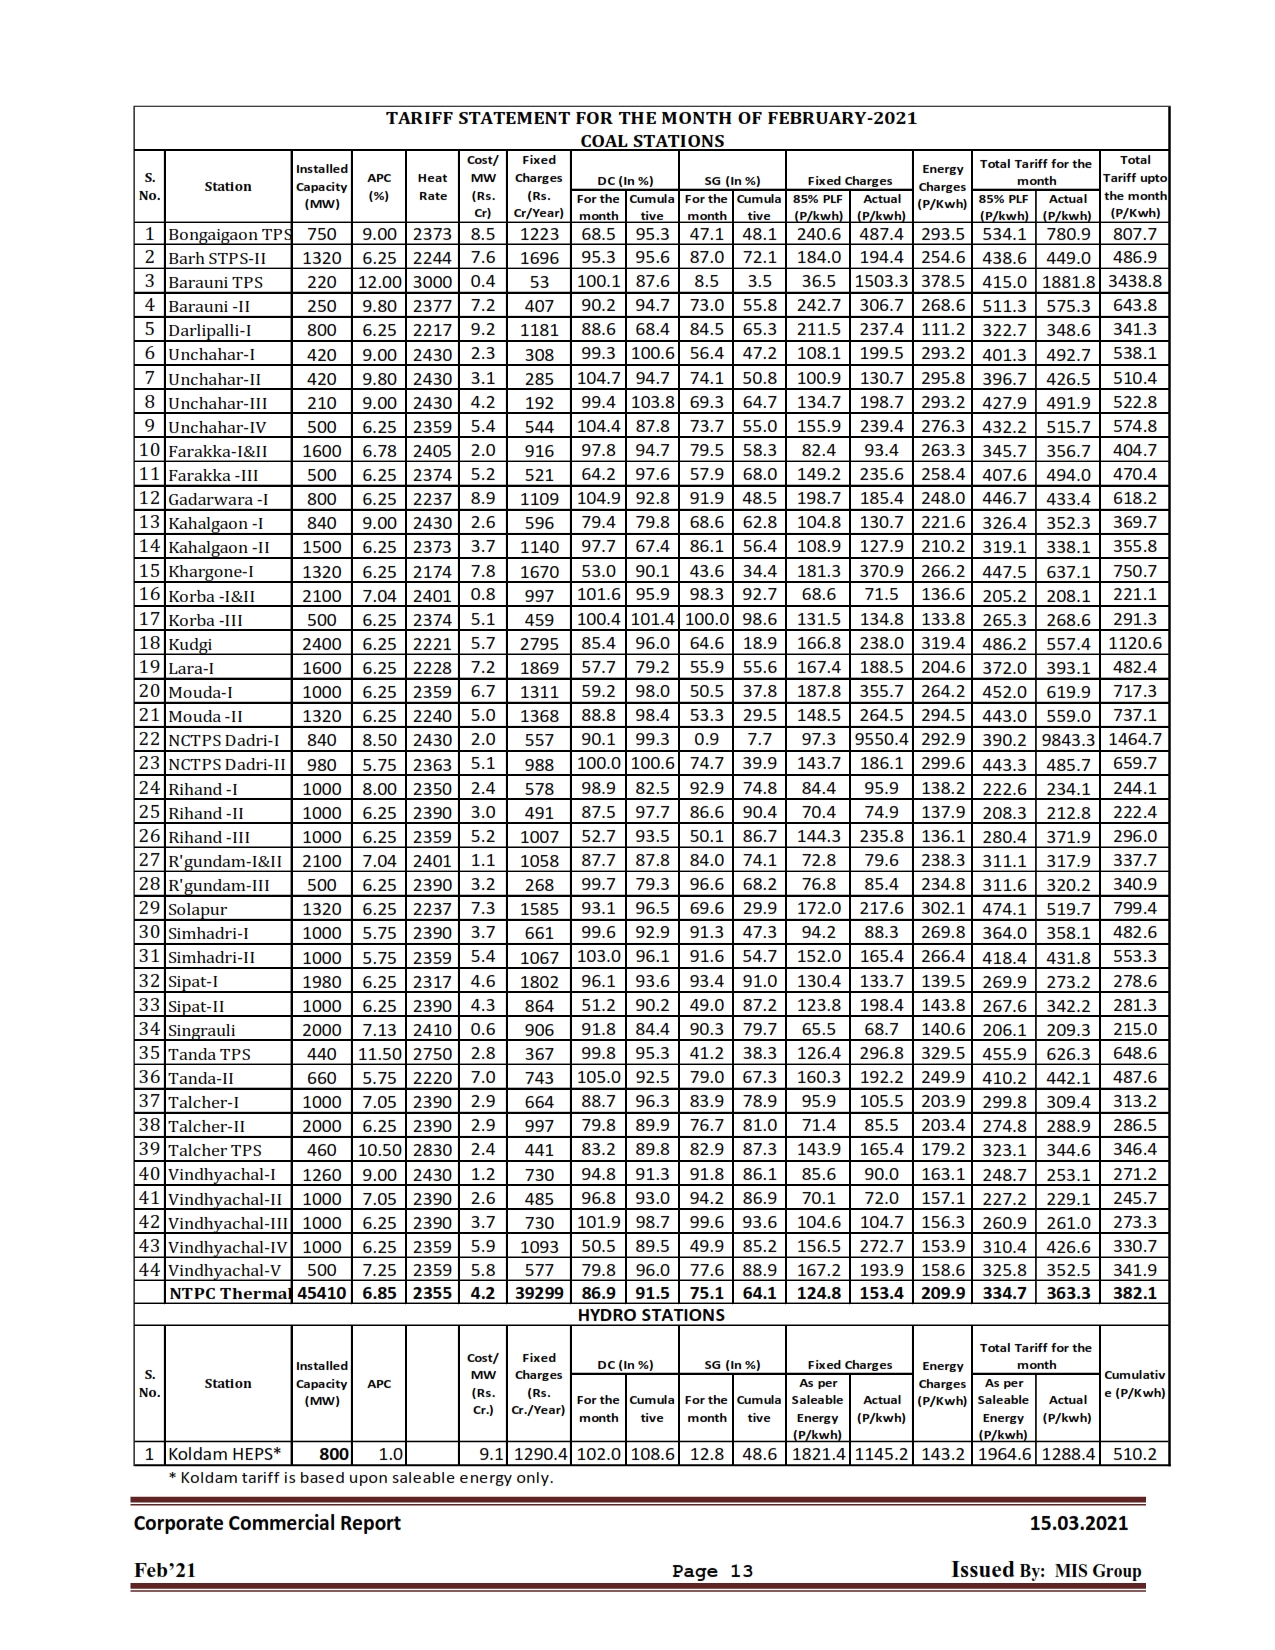 TARIFF STATEMENT FOR THE MONTH OF FEBRUARY-2021
COAL STATIONS
S. No. Station Installed Capacity (MW) APC (%) Heat Rate Cost/ MW (Rs. Cr) Fixed Charges (Rs. Cr/Year) DC (In %) SG (In %) Fixed Charges Energy Charges (P/Kwh) Total Tariff for the month Total Tariff upto the month (P/Kwh)
For the month Cumula tive For the month Cumula tive 85% PLF (P/kwh) Actual (P/kwh) 85% PLF (P/kwh) Actual (P/kwh)
1 Bongaigaon TPS 750 9.00 2373 8.5 1223 68.5 95.3 47.1 48.1 240.6 487.4 293.5 534.1 780.9 807.7
2 Barh STPS-II 1320 6.25 2244 7.6 1696 95.3 95.6 87.0 72.1 184.0 194.4 254.6 438.6 449.0 486.9
3 Barauni TPS 220 12.00 3000 0.4 53 100.1 87.6 8.5 3.5 36.5 1503.3 378.5 415.0 1881.8 3438.8
4 Barauni -II 250 9.80 2377 7.2 407 90.2 94.7 73.0 55.8 242.7 306.7 268.6 511.3 575.3 643.8
5 Darlipalli-I 800 6.25 2217 9.2 1181 88.6 68.4 84.5 65.3 211.5 237.4 111.2 322.7 348.6 341.3
6 Unchahar-I 420 9.00 2430 2.3 308 99.3 100.6 56.4 47.2 108.1 199.5 293.2 401.3 492.7 538.1
7 Unchahar-II 420 9.80 2430 3.1 285 104.7 94.7 74.1 50.8 100.9 130.7 295.8 396.7 426.5 510.4
8 Unchahar-III 210 9.00 2430 4.2 192 99.4 103.8 69.3 64.7 134.7 198.7 293.2 427.9 491.9 522.8
9 Unchahar-IV 500 6.25 2359 5.4 544 104.4 87.8 73.7 55.0 155.9 239.4 276.3 432.2 515.7 574.8
10 Farakka-I&II 1600 6.78 2405 2.0 916 97.8 94.7 79.5 58.3 82.4 93.4 263.3 345.7 356.7 404.7
11 Farakka -III 500 6.25 2374 5.2 521 64.2 97.6 57.9 68.0 149.2 235.6 258.4 407.6 494.0 470.4
12 Gadarwara -I 800 6.25 2237 8.9 1109 104.9 92.8 91.9 48.5 198.7 185.4 248.0 446.7 433.4 618.2
13 Kahalgaon -I 840 9.00 2430 2.6 596 79.4 79.8 68.6 62.8 104.8 130.7 221.6 326.4 352.3 369.7
14 Kahalgaon -II 1500 6.25 2373 3.7 1140 97.7 67.4 86.1 56.4 108.9 127.9 210.2 319.1 338.1 355.8
15 Khargone-I 1320 6.25 2174 7.8 1670 53.0 90.1 43.6 34.4 181.3 370.9 266.2 447.5 637.1 750.7
16 Korba -I&II 2100 7.04 2401 0.8 997 101.6 95.9 98.3 92.7 68.6 71.5 136.6 205.2 208.1 221.1
17 Korba -III 500 6.25 2374 5.1 459 100.4 101.4 100.0 98.6 131.5 134.8 133.8 265.3 268.6 291.3
18 Kudgi 2400 6.25 2221 5.7 2795 85.4 96.0 64.6 18.9 166.8 238.0 319.4 486.2 557.4 1120.6
19 Lara-I 1600 6.25 2228 7.2 1869 57.7 79.2 55.9 55.6 167.4 188.5 204.6 372.0 393.1 482.4
20 Mouda-I 1000 6.25 2359 6.7 1311 59.2 98.0 50.5 37.8 187.8 355.7 264.2 452.0 619.9 717.3
21 Mouda -II 1320 6.25 2240 5.0 1368 88.8 98.4 53.3 29.5 148.5 264.5 294.5 443.0 559.0 737.1
22 NCTPS Dadri-I 840 8.50 2430 2.0 557 90.1 99.3 0.9 7.7 97.3 9550.4 292.9 390.2 9843.3 1464.7
23 NCTPS Dadri-II 980 5.75 2363 5.1 988 100.0 100.6 74.7 39.9 143.7 186.1 299.6 443.3 485.7 659.7
24 Rihand -I 1000 8.00 2350 2.4 578 98.9 82.5 92.9 74.8 84.4 95.9 138.2 222.6 234.1 244.1
25 Rihand -II 1000 6.25 2390 3.0 491 87.5 97.7 86.6 90.4 70.4 74.9 137.9 208.3 212.8 222.4
26 Rihand -III 1000 6.25 2359 5.2 1007 52.7 93.5 50.1 86.7 144.3 235.8 136.1 280.4 371.9 296.0
27 R'gundam-I&II 2100 7.04 2401 1.1 1058 87.7 87.8 84.0 74.1 72.8 79.6 238.3 311.1 317.9 337.7
28 R'gundam-III 500 6.25 2390 3.2 268 99.7 79.3 96.6 68.2 76.8 85.4 234.8 311.6 320.2 340.9
29 Solapur 1320 6.25 2237 7.3 1585 93.1 96.5 69.6 29.9 172.0 217.6 302.1 474.1 519.7 799.4
30 Simhadri-I 1000 5.75 2390 3.7 661 99.6 92.9 91.3 47.3 94.2 88.3 269.8 364.0 358.1 482.6
31 Simhadri-II 1000 5.75 2359 5.4 1067 103.0 96.1 91.6 54.7 152.0 165.4 266.4 418.4 431.8 553.3
32 Sipat-I 1980 6.25 2317 4.6 1802 96.1 93.6 93.4 91.0 130.4 133.7 139.5 269.9 273.2 278.6
33 Sipat-II 1000 6.25 2390 4.3 864 51.2 90.2 49.0 87.2 123.8 198.4 143.8 267.6 342.2 281.3
34 Singrauli 2000 7.13 2410 0.6 906 91.8 84.4 90.3 79.7 65.5 68.7 140.6 206.1 209.3 215.0
35 Tanda TPS 440 11.50 2750 2.8 367 99.8 95.3 41.2 38.3 126.4 296.8 329.5 455.9 626.3 648.6
36 Tanda-II 660 5.75 2220 7.0 743 105.0 92.5 79.0 67.3 160.3 192.2 249.9 410.2 442.1 487.6
37 Talcher-I 1000 7.05 2390 2.9 664 88.7 96.3 83.9 78.9 95.9 105.5 203.9 299.8 309.4 313.2
38 Talcher-II 2000 6.25 2390 2.9 997 79.8 89.9 76.7 81.0 71.4 85.5 203.4 274.8 288.9 286.5
39 Talcher TPS 460 10.50 2830 2.4 441 83.2 89.8 82.9 87.3 143.9 165.4 179.2 323.1 344.6 346.4
40 Vindhyachal-I 1260 9.00 2430 1.2 730 94.8 91.3 91.8 86.1 85.6 90.0 163.1 248.7 253.1 271.2
41 Vindhyachal-II 1000 7.05 2390 2.6 485 96.8 93.0 94.2 86.9 70.1 72.0 157.1 227.2 229.1 245.7
42 Vindhyachal-III 1000 6.25 2390 3.7 730 101.9 98.7 99.6 93.6 104.6 104.7 156.3 260.9 261.0 273.3
43 Vindhyachal-IV 1000 6.25 2359 5.9 1093 50.5 89.5 49.9 85.2 156.5 272.7 153.9 310.4 426.6 330.7
44 Vindhyachal-V 500 7.25 2359 5.8 577 79.8 96.0 77.6 88.9 167.2 193.9 158.6 325.8 352.5 341.9
NTPC Thermal 45410 6.85 2355 4.2 39299 86.9 91.5 75.1 64.1 124.8 153.4 209.9 334.7 363.3 382.1
HYDRO STATIONS
S. No. Station Installed Capacity (MW) APC Cost/ MW (Rs. Cr.) Fixed Charges (Rs. Cr./Year) DC (In %) SG (In %) Fixed Charges Energy Charges (P/Kwh) Total Tariff for the month Cumulativ e (P/Kwh)
For the month Cumula tive For the month Cumula tive As per Saleable Energy (P/kwh) Actual (P/kwh) As per Saleable Energy (P/kwh) Actual (P/kwh)
1 Koldam HEPS* 800 1.0 9.1 1290.4 102.0 108.6 12.8 48.6 1821.4 1145.2 143.2 1964.6 1288.4 510.2
* Koldam tariff is based upon saleable energy only.
Corporate Commercial Report 15.03.2021
Feb’21 Page 13 Issued By: MIS Group